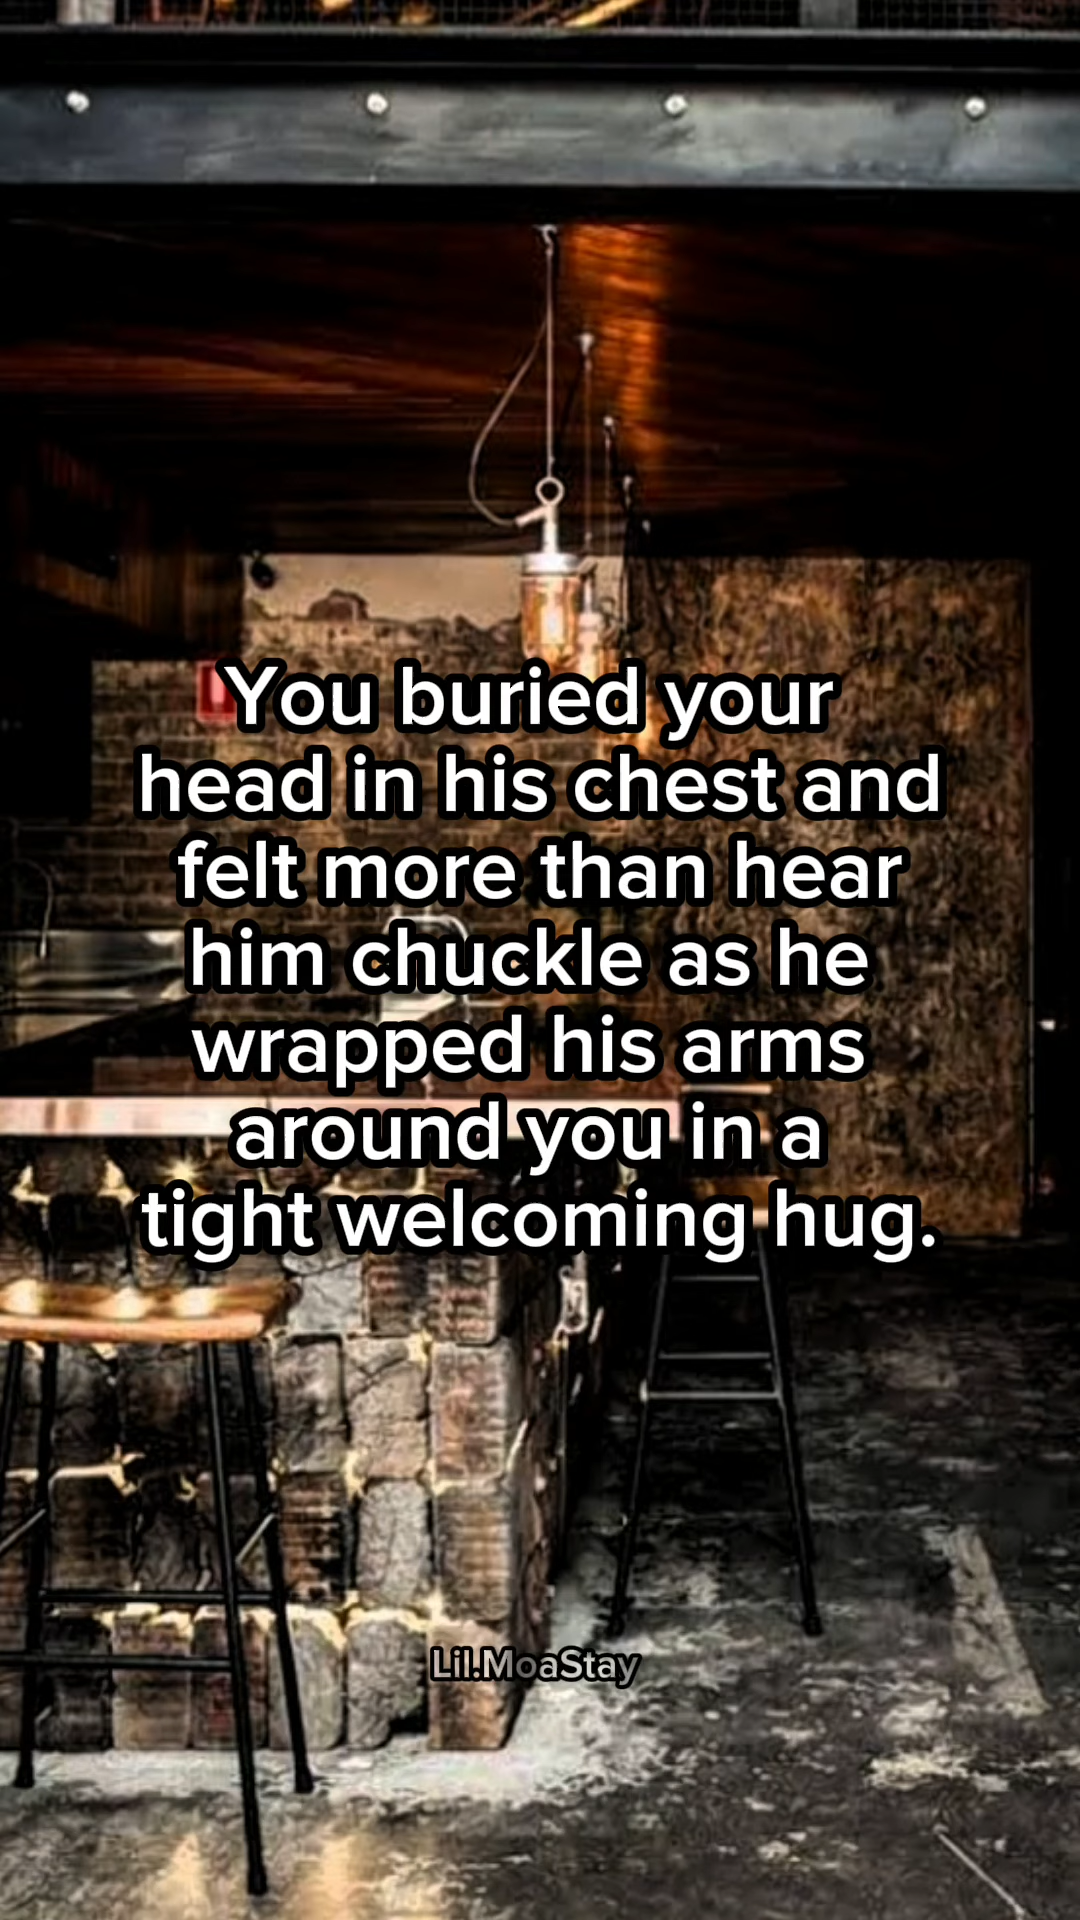 You buried your
head in his chest and
felt more than hear
him chuckle as he
wrapped his arms
around you in a
tight welcoming hug.
Lil.MoaStay